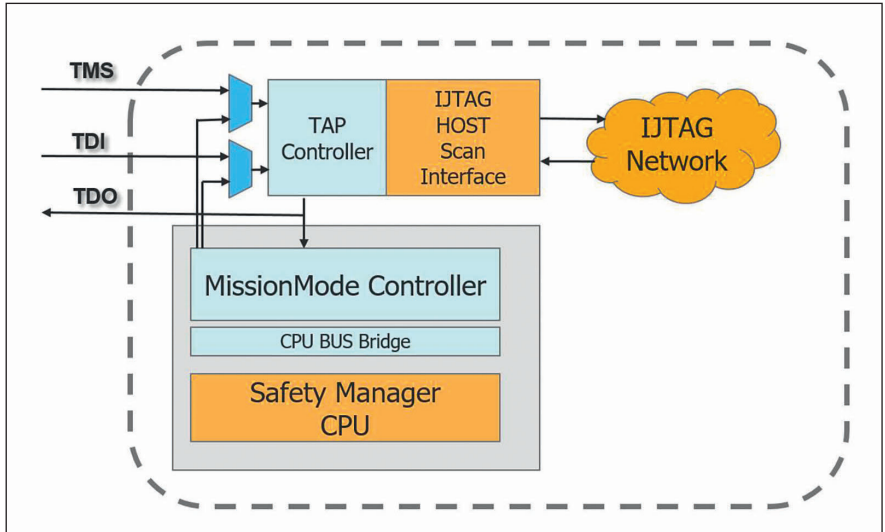 TMS
TDI
TDO
TAP
Controller
IJTAG
HOST
Scan
Interface
IJTAG
Network
MissionMode Controller
CPU BUS Bridge
Safety Manager
CPU